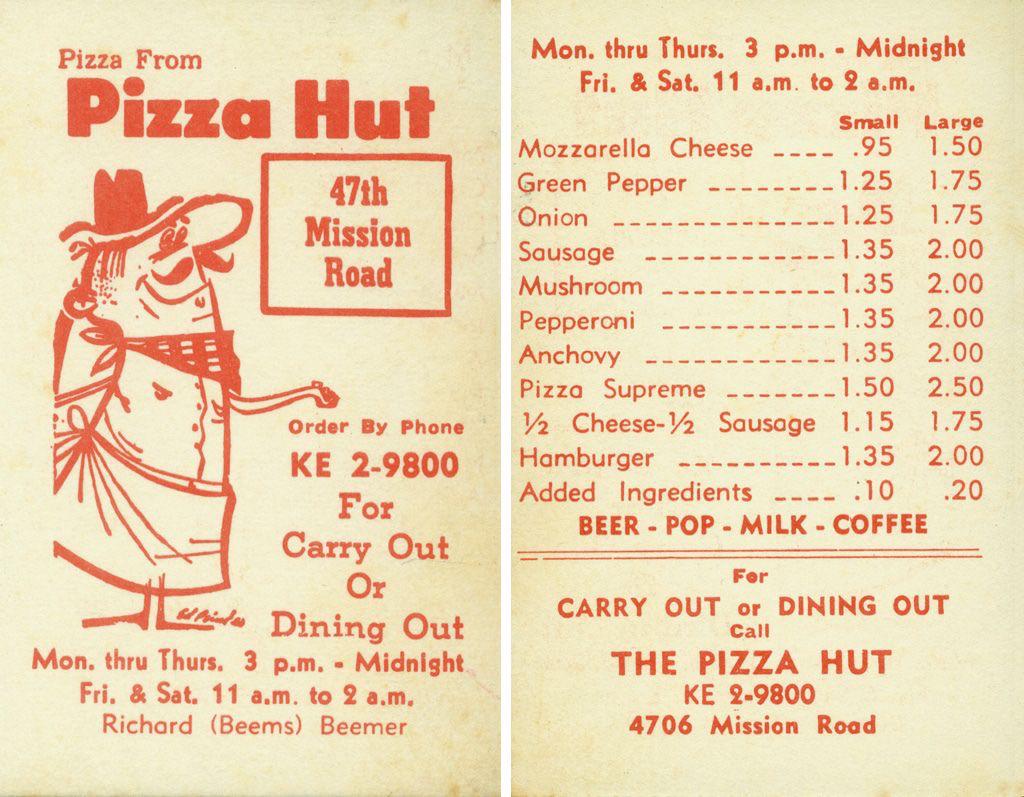 Pizza From
Pizza Hut
47th
Mission
Road
Order By Phone
KE 2-9800
For
Carry Out
Or
Dining Out
Mon. thru Thurs. 3 p.m. - Midnight
Fri. & Sat. 11 a.m. to 2 a.m.
Richard (Beems) Beemer
Mon. thru Thurs. 3 p.m. - Midnight
Fri. & Sat. 11 a.m. to 2 a.m.
Small Large
Mozzarella Cheese ---- .95 1.50
Green Pepper --------1.25 1.75
Onion -------------1.25 1.75
Sausage -----------1.35 2.00
Mushroom ----------1.35 2.00
Pepperoni ----------1.35 2.00
Anchovy -----------1.35 2.00
Pizza Supreme -------1.50 2.50
½ Cheese-½ Sausage 1.15 1.75
Hamburger ---------1.35 2.00
Added Ingredients ---- .10 .20
BEER - POP - MILK - COFFEE
For
CARRY OUT or DINING OUT
Call
THE PIZZA HUT
KE 2-9800
4706 Mission Road